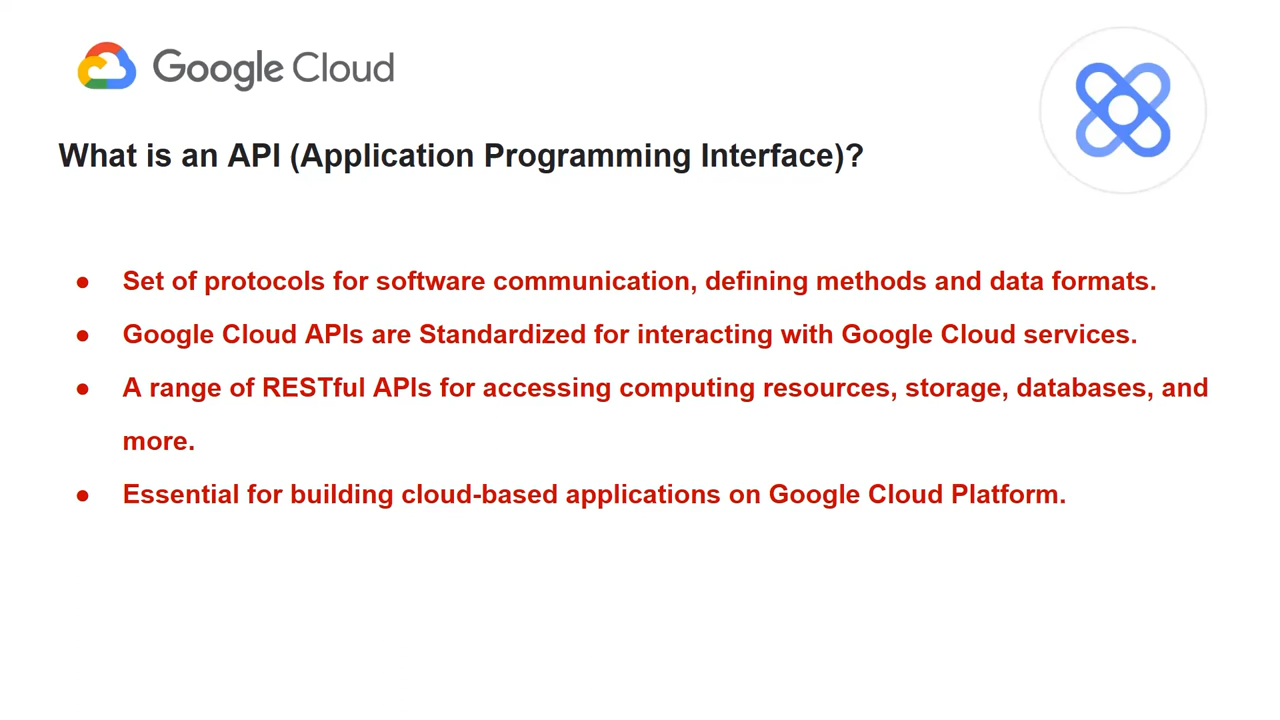 Google Cloud
What is an API (Application Programming Interface)?
● Set of protocols for software communication, defining methods and data formats.
● Google Cloud APIs are Standardized for interacting with Google Cloud services.
● A range of RESTful APIs for accessing computing resources, storage, databases, and
more.
● Essential for building cloud-based applications on Google Cloud Platform.